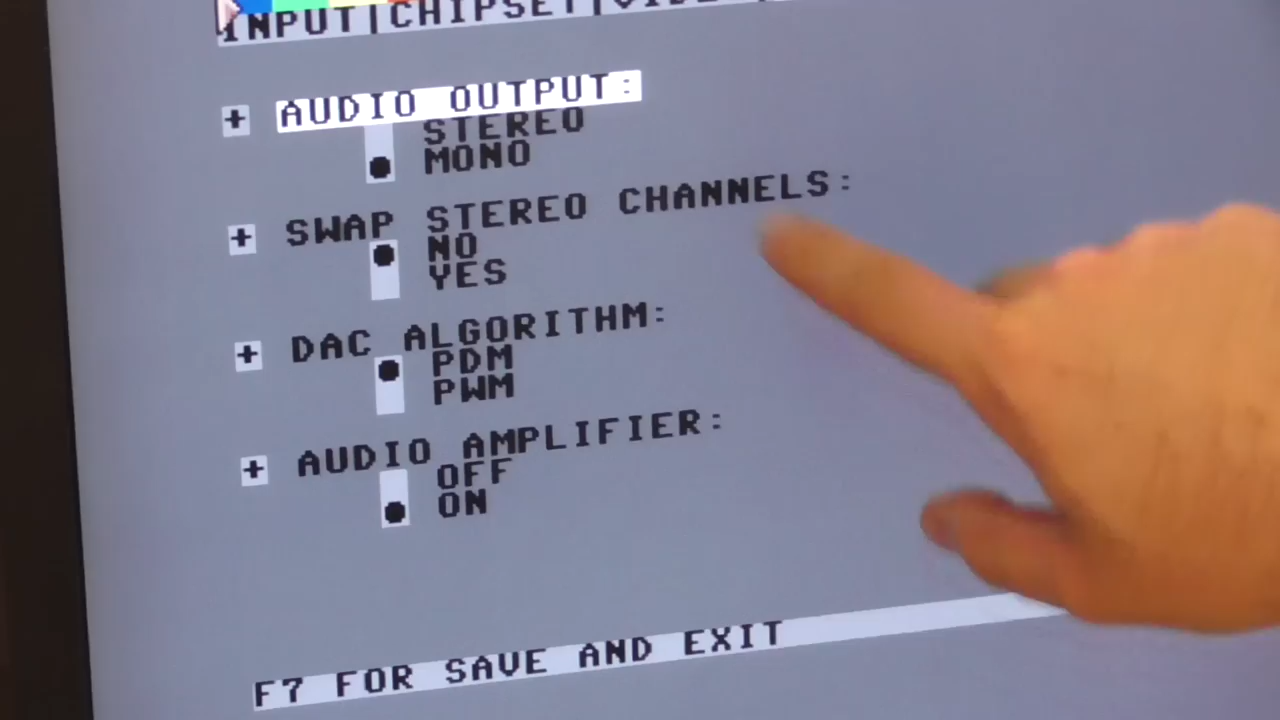 INPUT|CHIPSET|VIDEO
+ AUDIO OUTPUT:
STEREO
MONO
+ SWAP STEREO CHANNELS:
NO
YES
+ DAC ALGORITHM:
PDM
PWM
+ AUDIO AMPLIFIER:
OFF
ON
F7 FOR SAVE AND EXIT